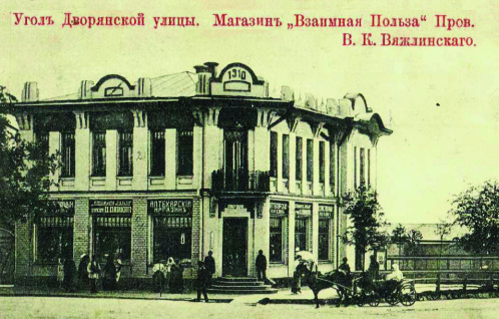 Уголъ Дворянской улицы. Магазинъ „Взаимная Польза“ Пров.
В. К. Вяжлинскаго.
1910